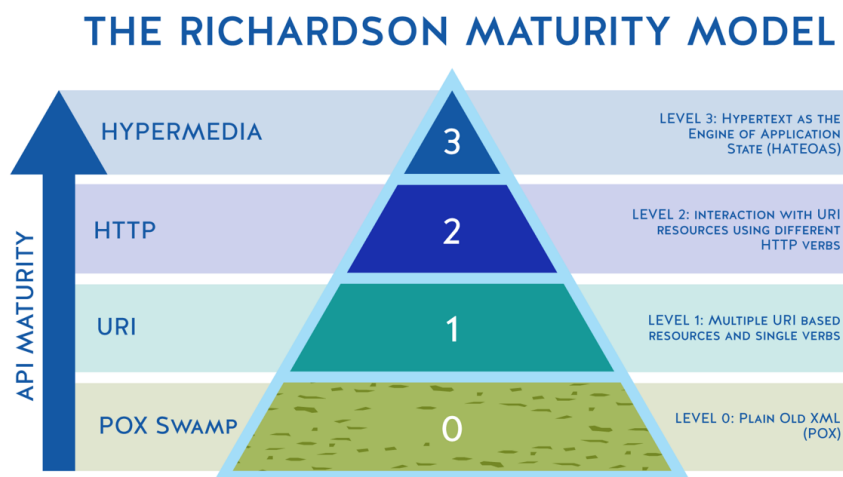 THE RICHARDSON MATURITY MODEL
API MATURITY
HYPERMEDIA
3
LEVEL 3: HYPERTEXT AS THE
ENGINE OF APPLICATION
STATE (HATEOAS)
HTTP
2
LEVEL 2: INTERACTION WITH URI
RESOURCES USING DIFFERENT
HTTP VERBS
URI
1
LEVEL 1: MULTIPLE URI BASED
RESOURCES AND SINGLE VERBS
POX SWAMP
0
LEVEL 0: PLAIN OLD XML
(POX)